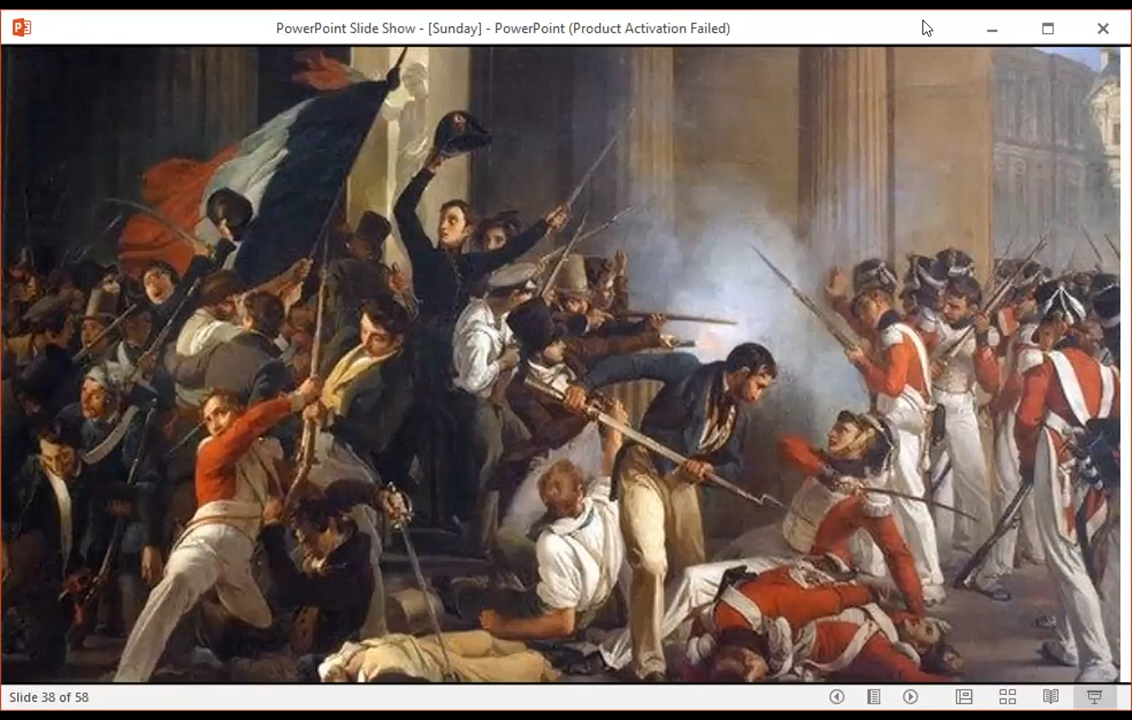 PowerPoint Slide Show - [Sunday] - PowerPoint (Product Activation Failed)
Slide 38 of 58